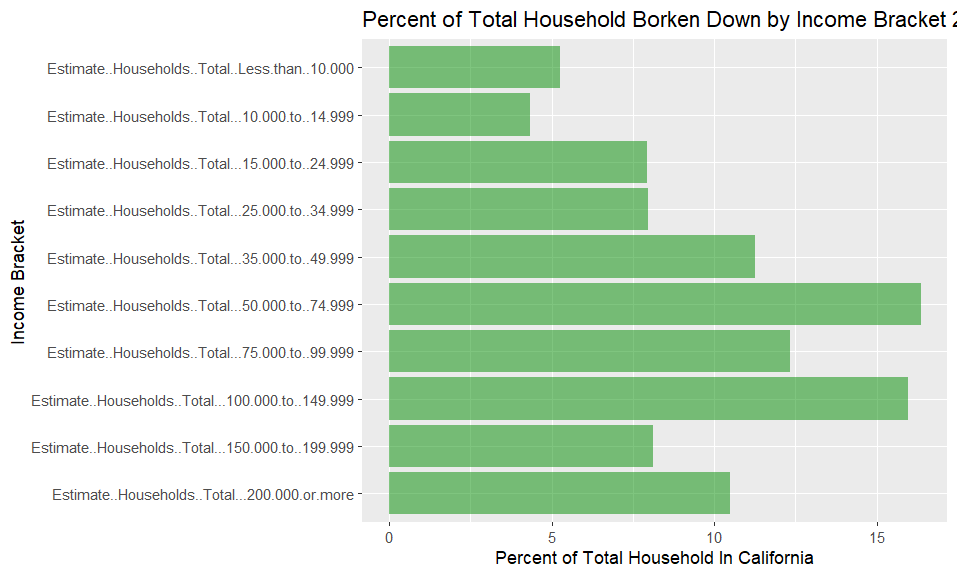 Percent of Total Household Borken Down by Income Bracket 2
Estimate..Households..Total..Less.than..10.000
Estimate..Households..Total...10.000.to..14.999
Estimate..Households..Total...15.000.to..24.999
Estimate..Households..Total...25.000.to..34.999
Estimate..Households..Total...35.000.to..49.999
Estimate..Households..Total...50.000.to..74.999
Estimate..Households..Total...75.000.to..99.999
Estimate..Households..Total...100.000.to..149.999
Estimate..Households..Total...150.000.to..199.999
Estimate..Households..Total...200.000.or.more
Income Bracket
0 5 10 15
Percent of Total Household In California